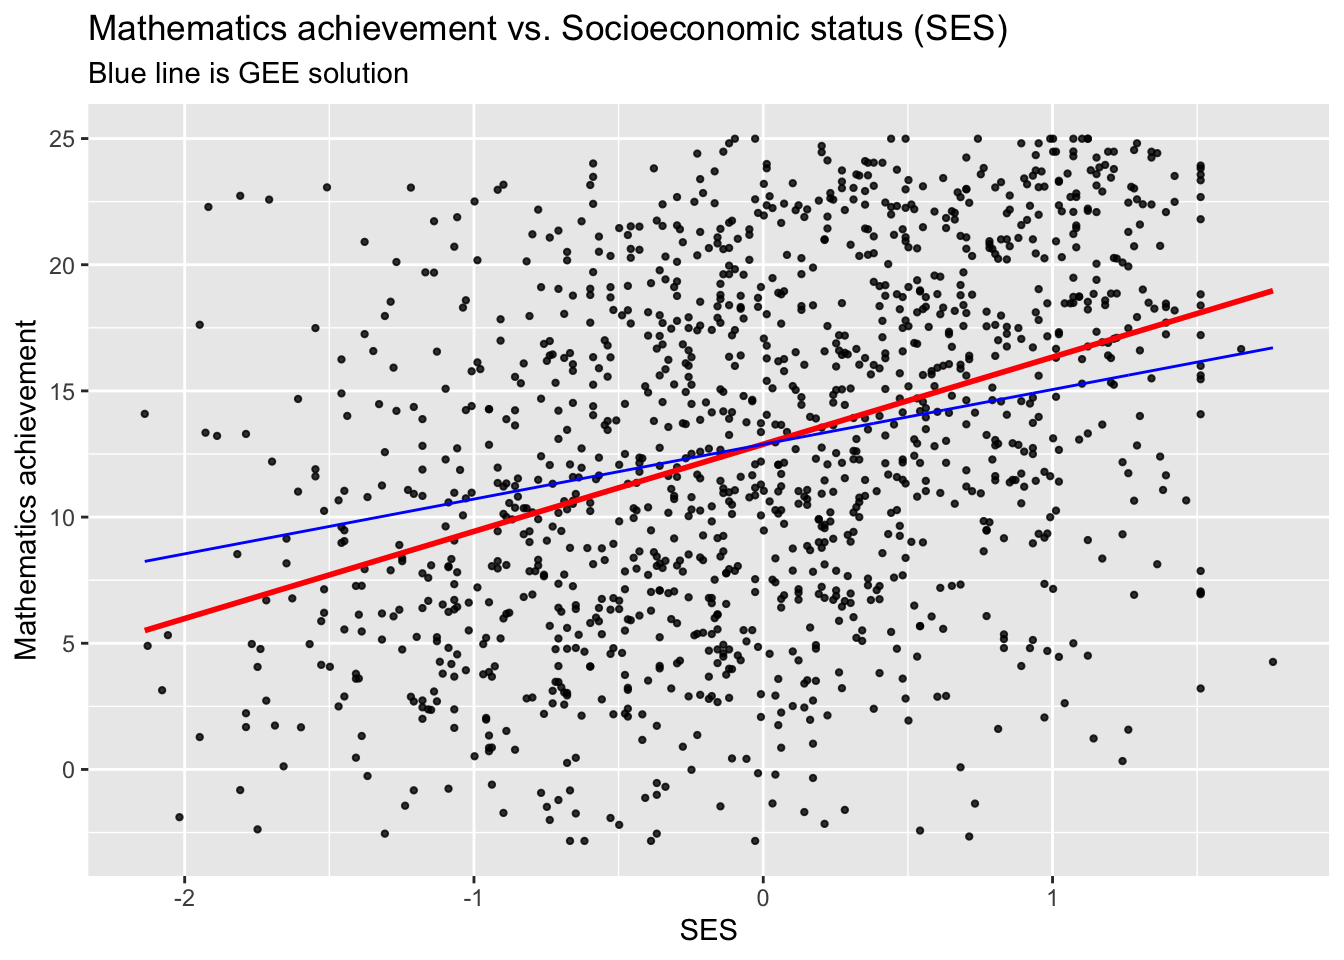 Mathematics achievement vs. Socioeconomic status (SES)
Blue line is GEE solution
Mathematics achievement
25
20
15
10
5
0
-2
-1
0
1
SES